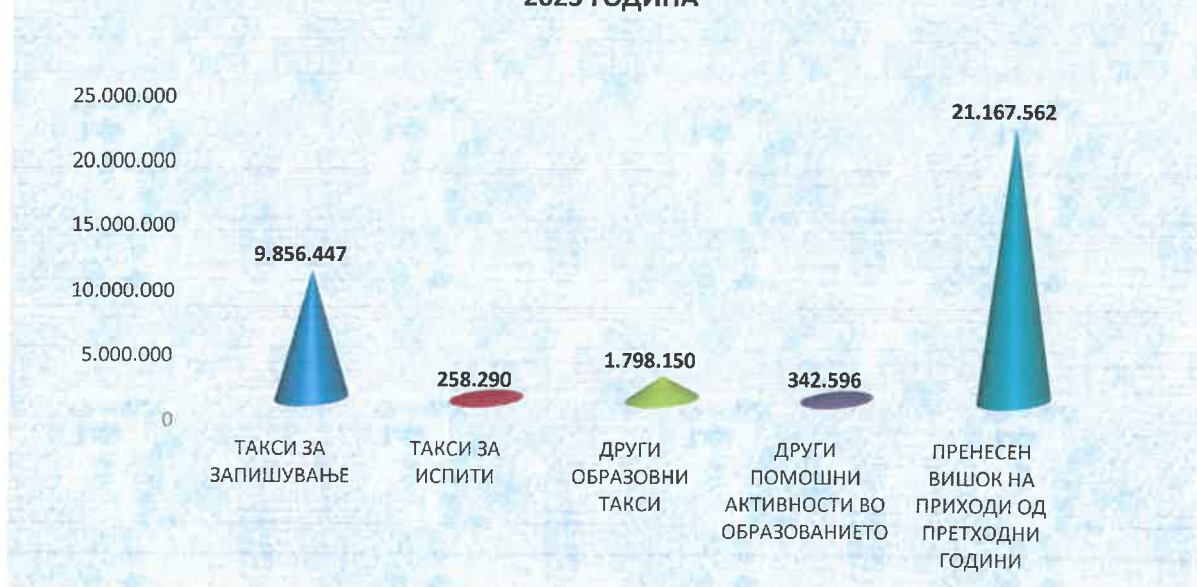 25.000.000
20.000.000
15.000.000
10.000.000
5.000.000
0
9.856.447
258.290
1.798.150
342.596
21.167.562
ТАКСИ ЗА
ЗАПИШУВАЊЕ
ТАКСИ ЗА
ИСПИТИ
ДРУГИ
ОБРАЗОВНИ
ТАКСИ
ДРУГИ
ПОМОШНИ
АКТИВНОСТИ ВО
ОБРАЗОВАНИЕТО
ПРЕНЕСЕН
ВИШОК НА
ПРИХОДИ ОД
ПРЕТХОДНИ
ГОДИНИ